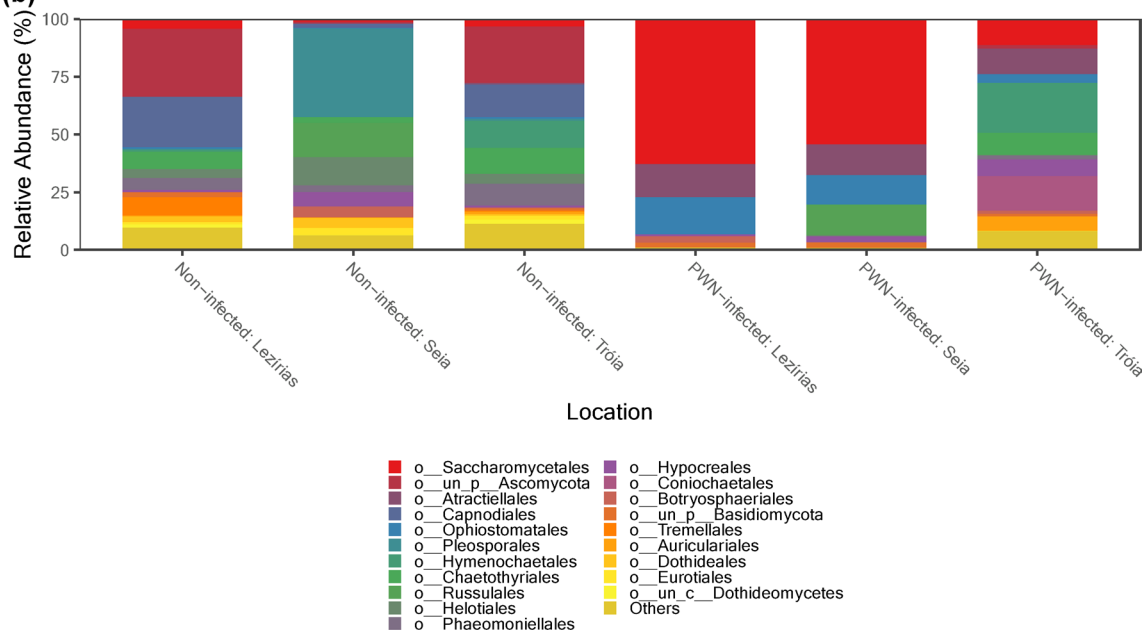 (b)
Relative Abundance (%)
100
75
50
25
0
Non−infected: Lezírias
Non−infected: Seia
Non−infected: Tróia
PWN−infected: Lezírias
PWN−infected: Seia
PWN−infected: Tróia
Location
o__Saccharomycetales
o__un_p__Ascomycota
o__Atractiellales
o__Capnodiales
o__Ophiostomatales
o__Pleosporales
o__Hymenochaetales
o__Chaetothyriales
o__Russulales
o__Helotiales
o__Phaeomoniellales
o__Hypocreales
o__Coniochaetales
o__Botryosphaeriales
o__un_p__Basidiomycota
o__Tremellales
o__Auriculariales
o__Dothideales
o__Eurotiales
o__un_c__Dothideomycetes
Others